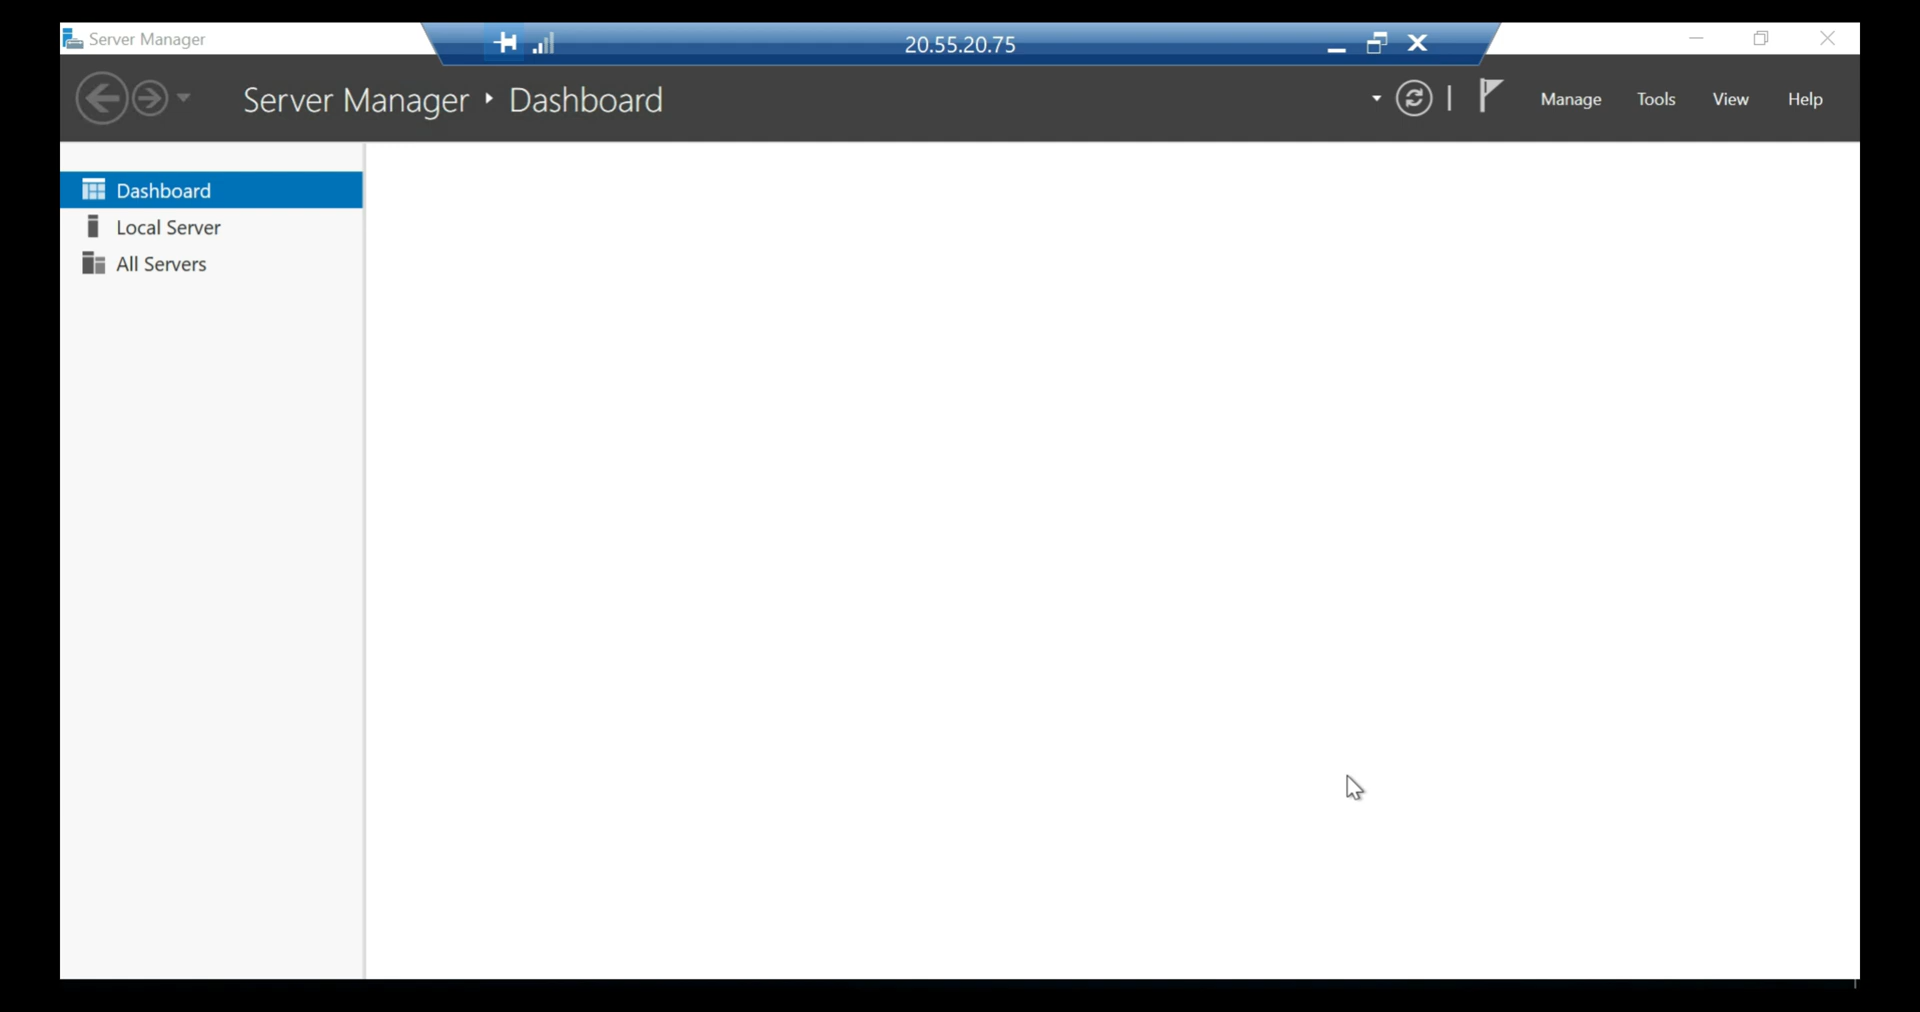 Server Manager
20.55.20.75
Server Manager ‣ Dashboard
Manage Tools View Help
Dashboard
Local Server
All Servers